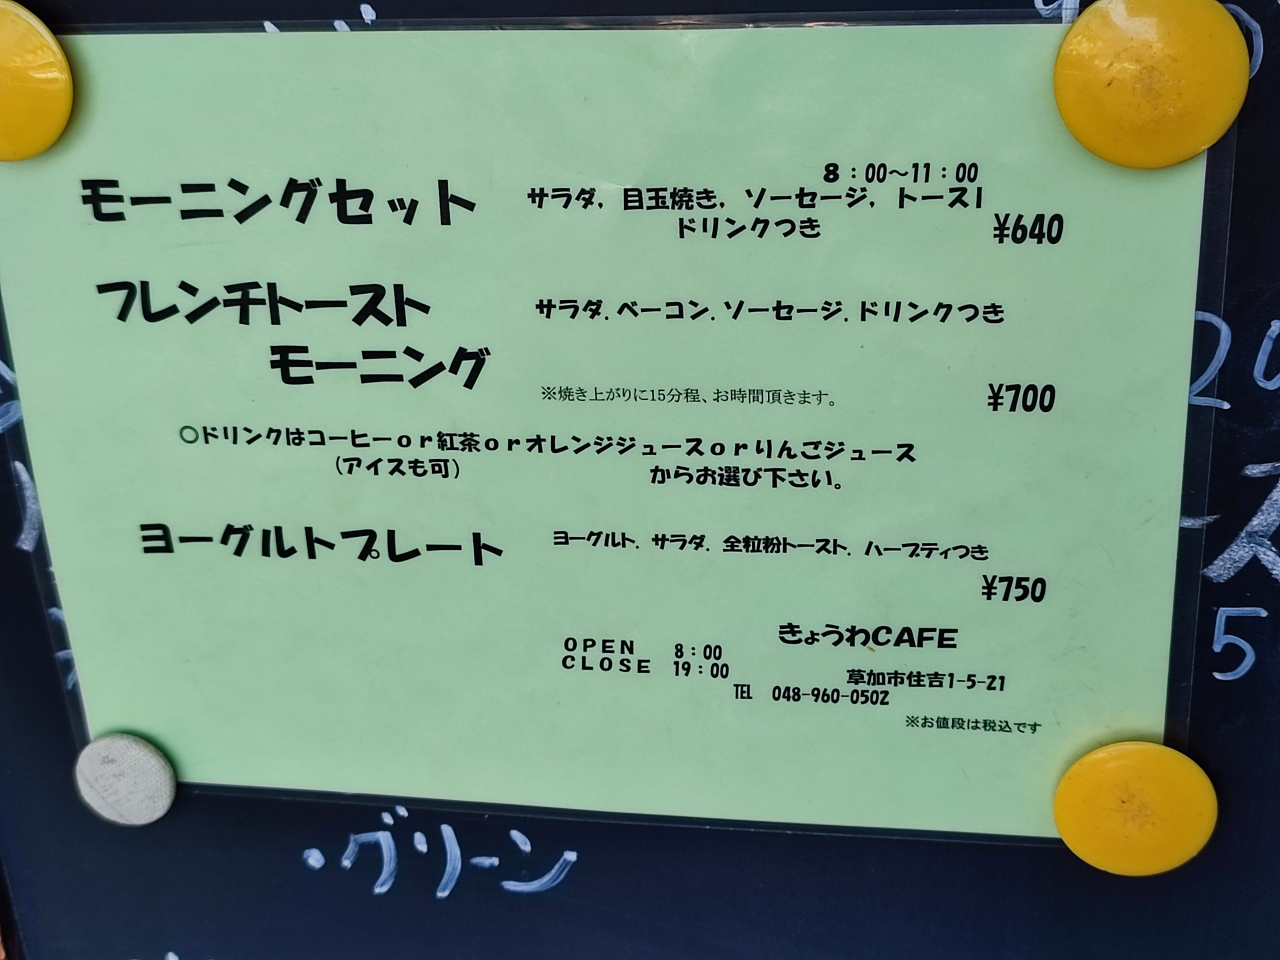 8：00～11：00
モーニングセット サラダ, 目玉焼き, ソーセージ, トース
ドリンクつき
¥640
フレンチトースト サラダ.ベーコン.ソーセージ.ドリンクつき
モーニング
※焼き上がりに15分程、お時間頂きます。 ¥700
○ドリンクはコーヒーor紅茶orオレンジジュースorりんごジュース
(アイスも可) からお選び下さい。
ヨーグルトプレート ヨーグルト. サラダ. 全粒粉トースト. ハーブティつき
¥750
きょうわCAFE
OPEN 8：00
CLOSE 19：00
草加市住吉1-5-21
TEL 048-960-0502
※お値段は税込です
5
・グリーン